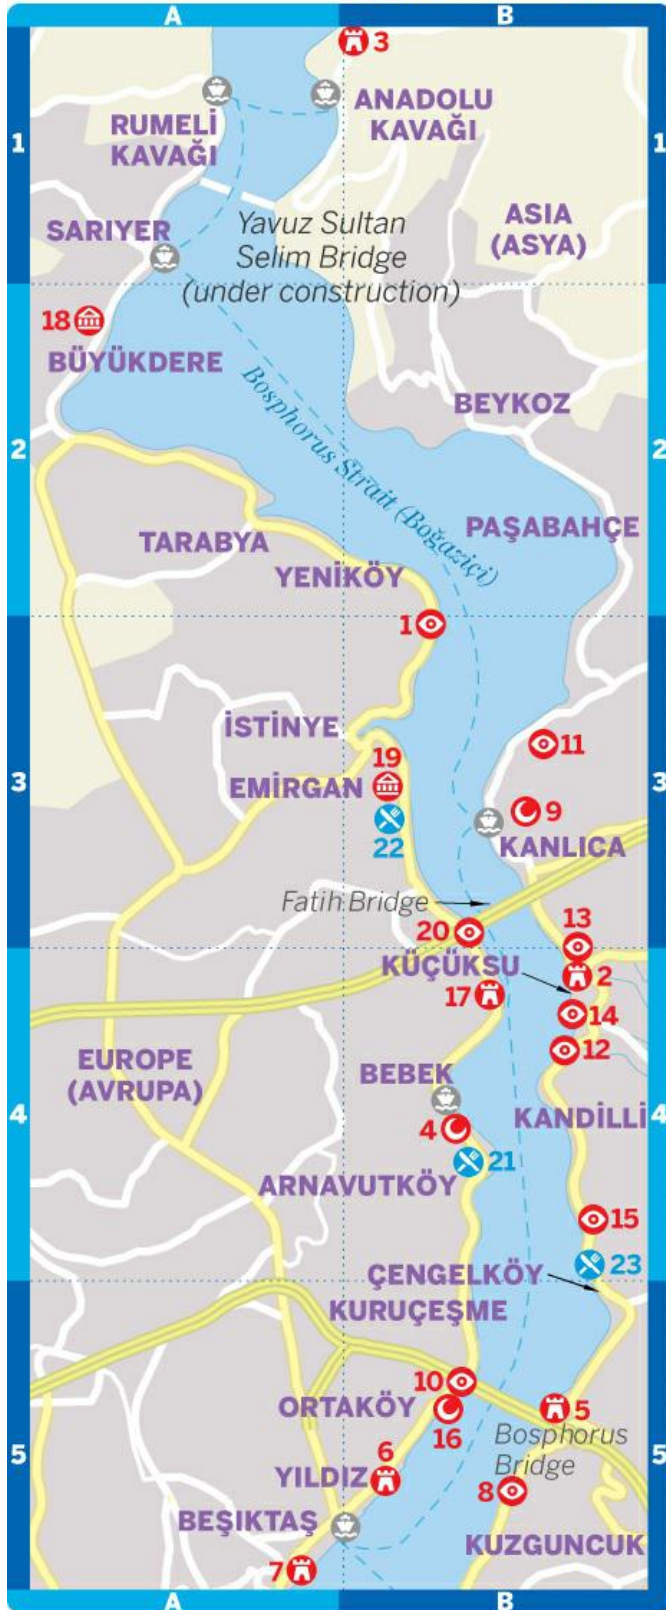 A
B
3
RUMELİ
KAVAĞI
ANADOLU
KAVAĞI
1
1
SARIYER
Yavuz Sultan
Selim Bridge
(under construction)
ASIA
(ASYA)
18
BÜYÜKDERE
Bosphorus Strait (Boğaziçi)
BEYKOZ
2
2
TARABYA
PAŞABAHÇE
YENİKÖY
1
İSTİNYE
11
19
EMİRGAN
3
3
9
22
KANLICA
Fatih Bridge
13
20
KÜÇÜKSU
2
17
14
12
EUROPE
(AVRUPA)
BEBEK
4
4
KANDİLLİ
4
21
ARNAVUTKÖY
15
23
ÇENGELKÖY
KURUÇEŞME
10
ORTAKÖY
16
5
Bosphorus
Bridge
5
5
6
YILDIZ
8
BEŞİKTAŞ
KUZGUNCUK
7
A
B